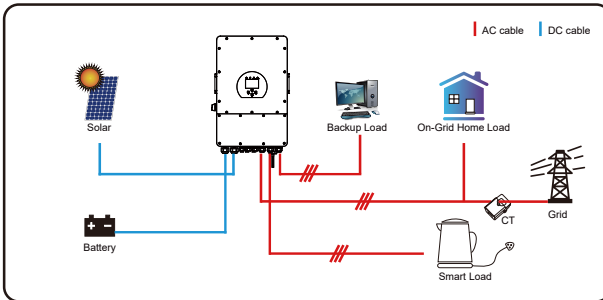 AC cable
DC cable
Solar
Backup Load
On-Grid Home Load
CT
Grid
Battery
Smart Load